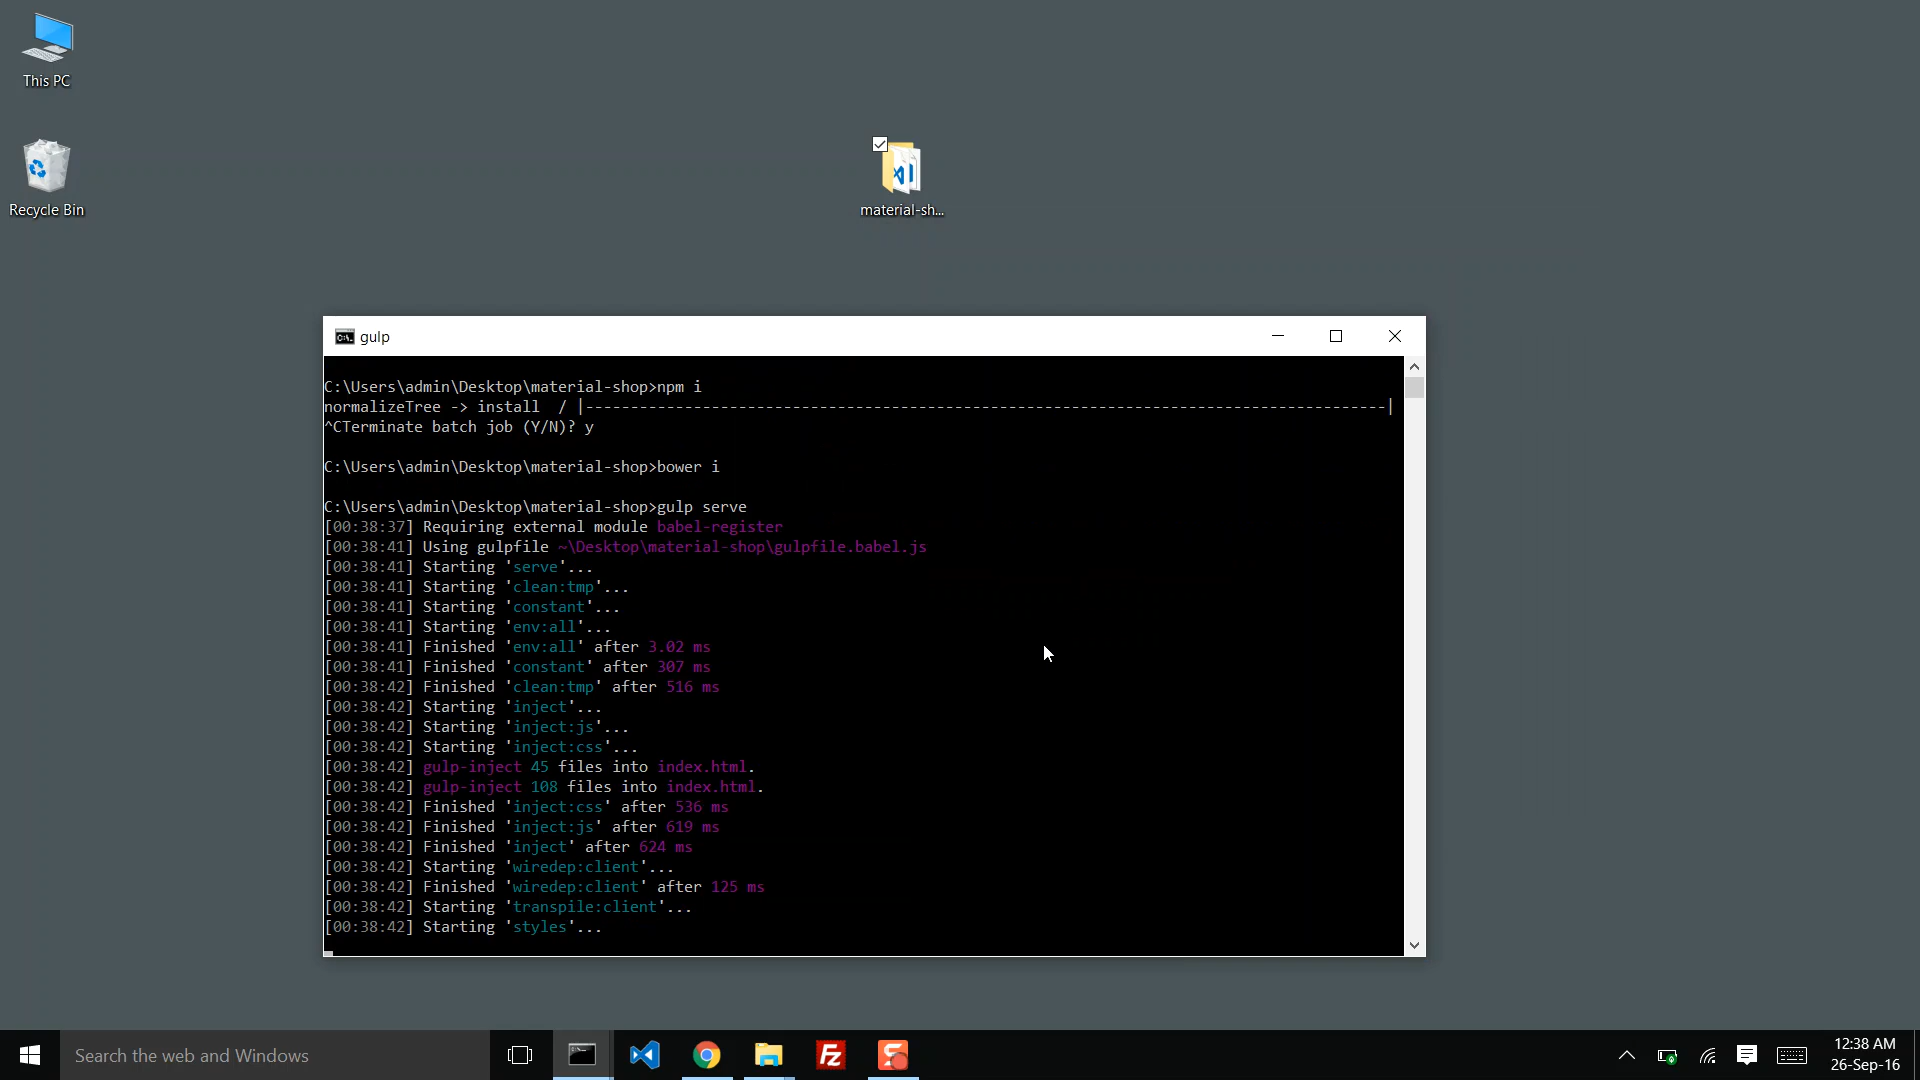 This PC
Recycle Bin
material-sh...
gulp
C:\Users\admin\Desktop\material-shop>npm i
normalizeTree -> install  / |-----------------------------------------------------------------------------------------|
^CTerminate batch job (Y/N)? y
C:\Users\admin\Desktop\material-shop>bower i
C:\Users\admin\Desktop\material-shop>gulp serve
[00:38:37] Requiring external module babel-register
[00:38:41] Using gulpfile ~\Desktop\material-shop\gulpfile.babel.js
[00:38:41] Starting 'serve'...
[00:38:41] Starting 'clean:tmp'...
[00:38:41] Starting 'constant'...
[00:38:41] Starting 'env:all'...
[00:38:41] Finished 'env:all' after 3.02 ms
[00:38:41] Finished 'constant' after 307 ms
[00:38:42] Finished 'clean:tmp' after 516 ms
[00:38:42] Starting 'inject'...
[00:38:42] Starting 'inject:js'...
[00:38:42] Starting 'inject:css'...
[00:38:42] gulp-inject 45 files into index.html.
[00:38:42] gulp-inject 108 files into index.html.
[00:38:42] Finished 'inject:css' after 536 ms
[00:38:42] Finished 'inject:js' after 619 ms
[00:38:42] Finished 'inject' after 624 ms
[00:38:42] Starting 'wiredep:client'...
[00:38:42] Finished 'wiredep:client' after 125 ms
[00:38:42] Starting 'transpile:client'...
[00:38:42] Starting 'styles'...
Search the web and Windows
12:38 AM
26-Sep-16